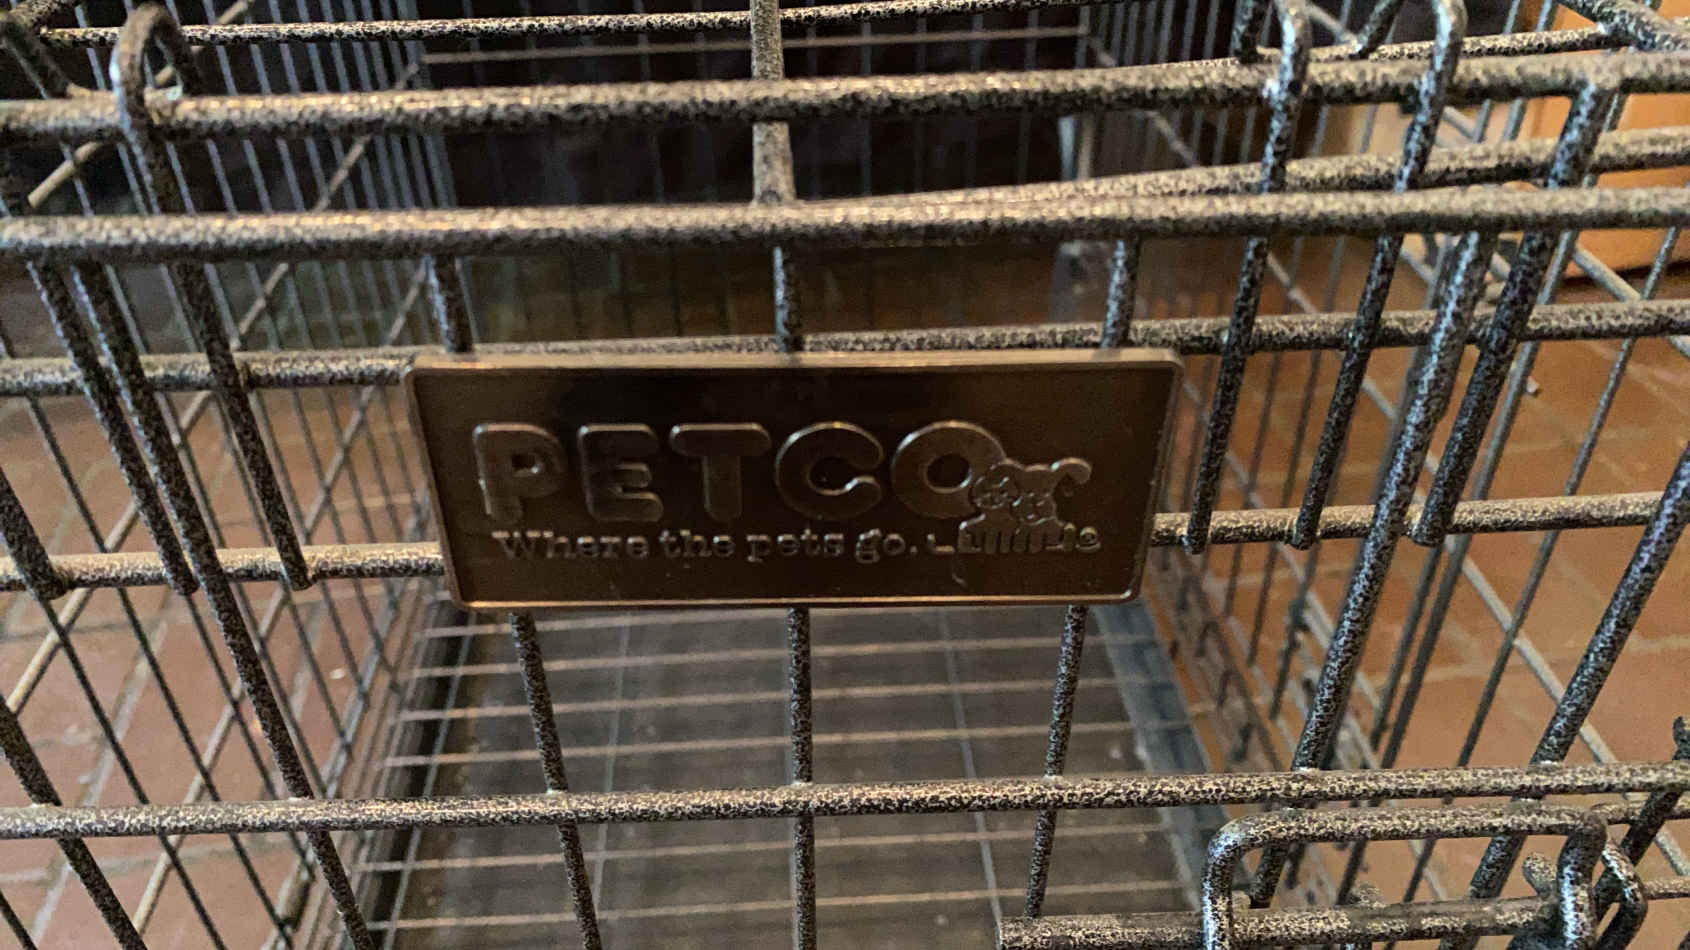 PETCO
Where the pets go.